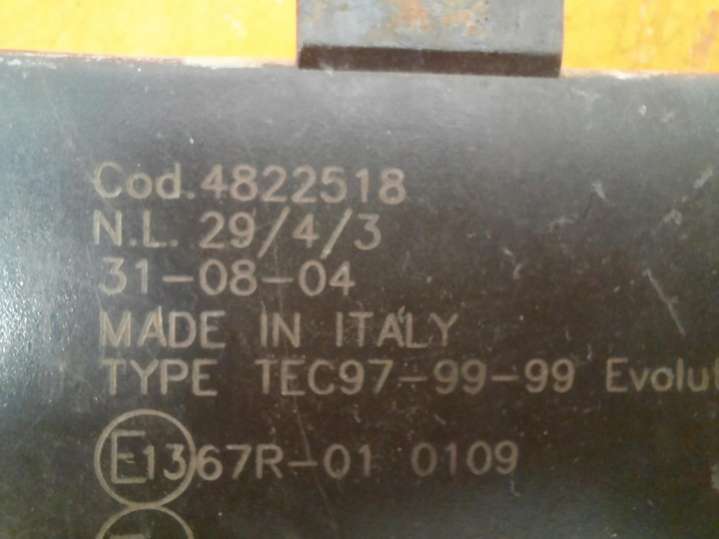 Cod.4822518
N.L. 29/4/3
31-08-04
MADE IN ITALY
TYPE TEC97-99-99 Evolut
E13 67R-01 0109